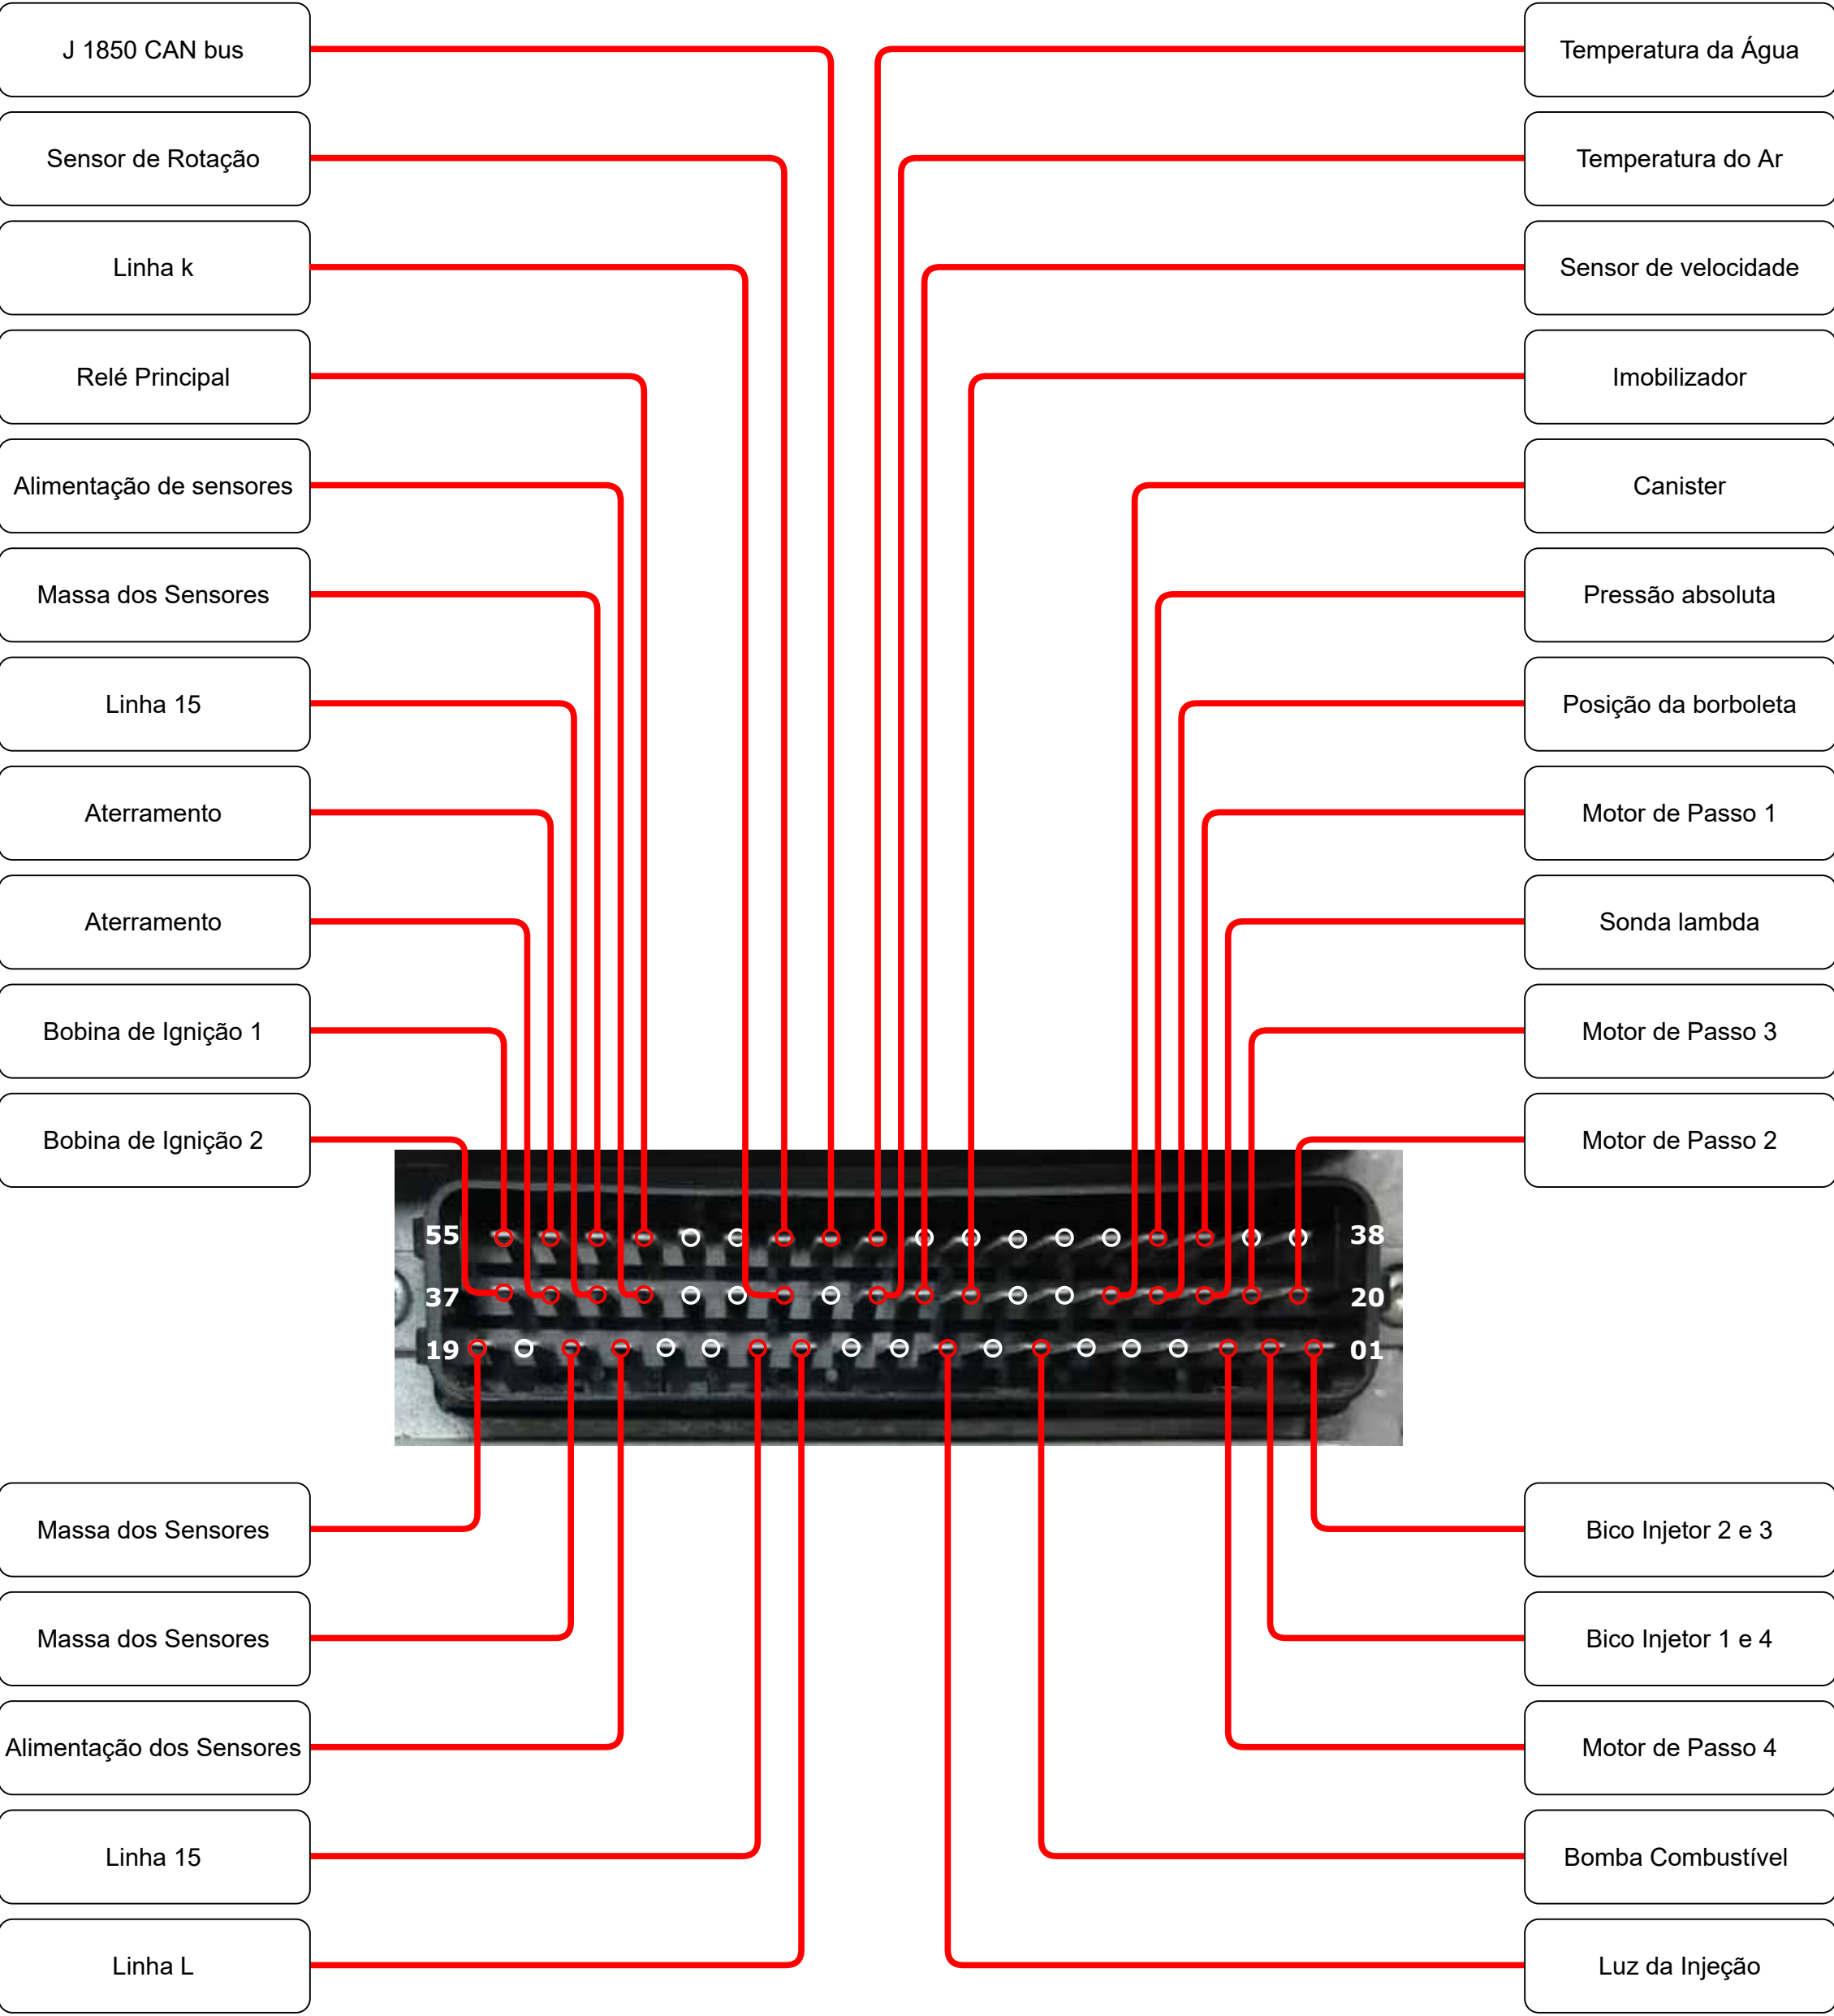 J 1850 CAN bus
Temperatura da Água
Sensor de Rotação
Temperatura do Ar
Linha k
Sensor de velocidade
Relé Principal
Imobilizador
Alimentação de sensores
Canister
Massa dos Sensores
Pressão absoluta
Linha 15
Posição da borboleta
Aterramento
Motor de Passo 1
Aterramento
Sonda lambda
Bobina de Ignição 1
Motor de Passo 3
Bobina de Ignição 2
Motor de Passo 2
55
38
37
20
19
01
Massa dos Sensores
Bico Injetor 2 e 3
Massa dos Sensores
Bico Injetor 1 e 4
Alimentação dos Sensores
Motor de Passo 4
Linha 15
Bomba Combustível
Linha L
Luz da Injeção